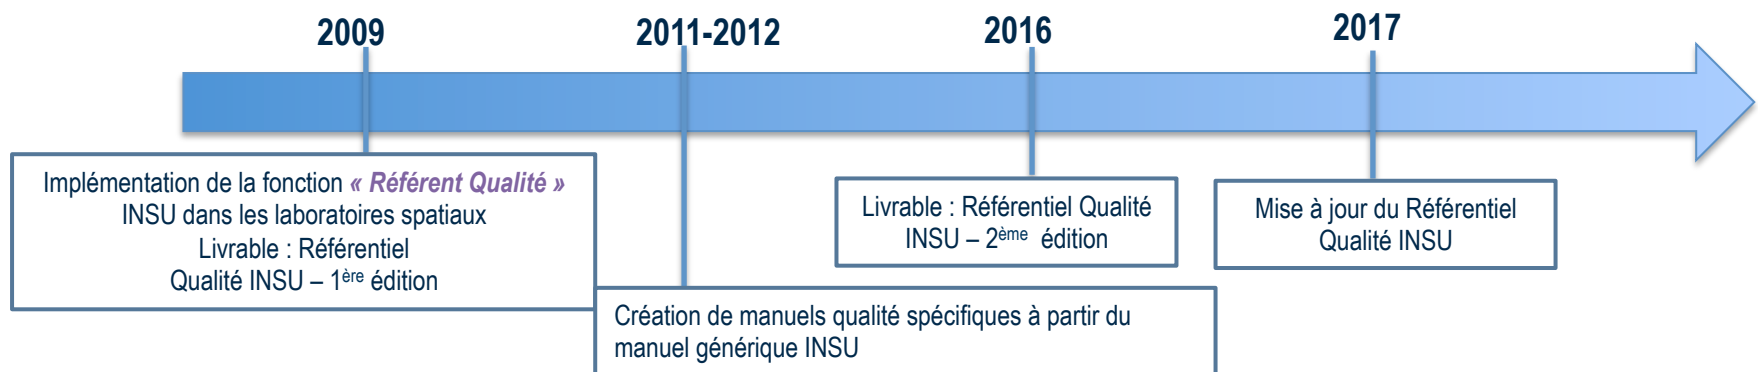 2009
2011-2012
2016
2017
Implémentation de la fonction « Référent Qualité »
INSU dans les laboratoires spatiaux
Livrable : Référentiel
Qualité INSU – 1ère édition
Création de manuels qualité spécifiques à partir du
manuel générique INSU
Livrable : Référentiel Qualité
INSU – 2ème édition
Mise à jour du Référentiel
Qualité INSU